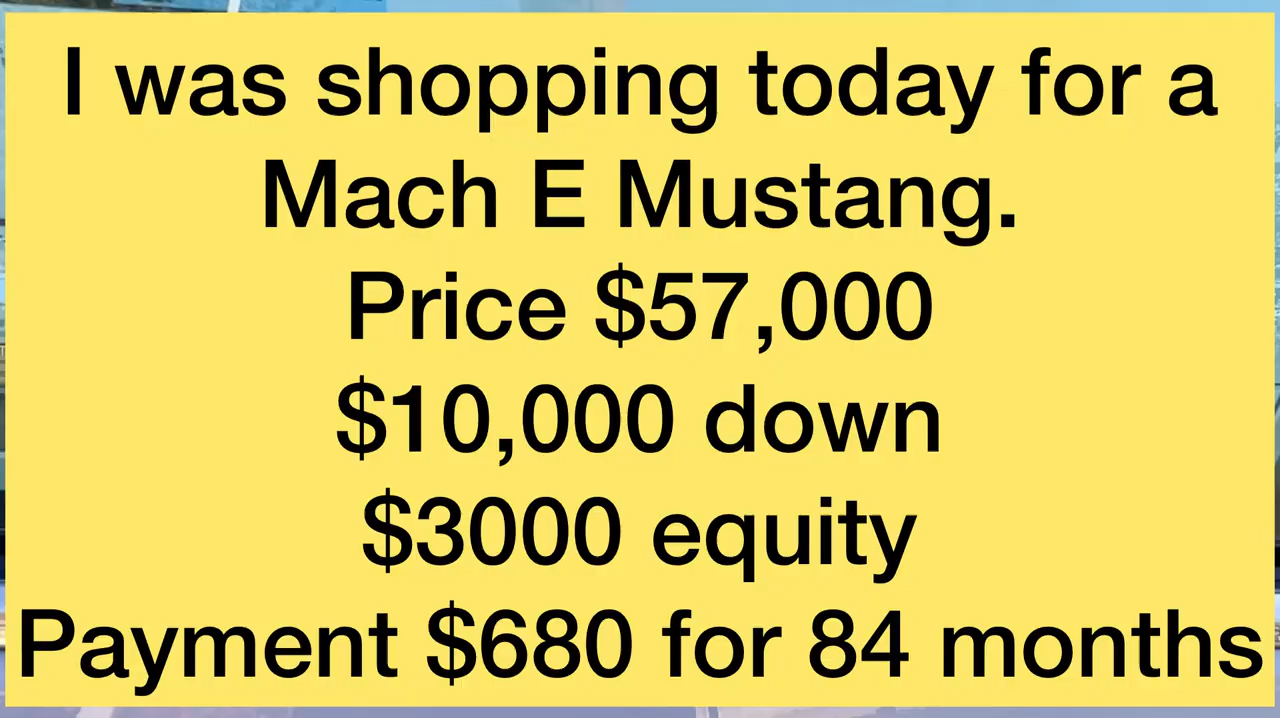 I was shopping today for a
Mach E Mustang.
Price $57,000
$10,000 down
$3000 equity
Payment $680 for 84 months